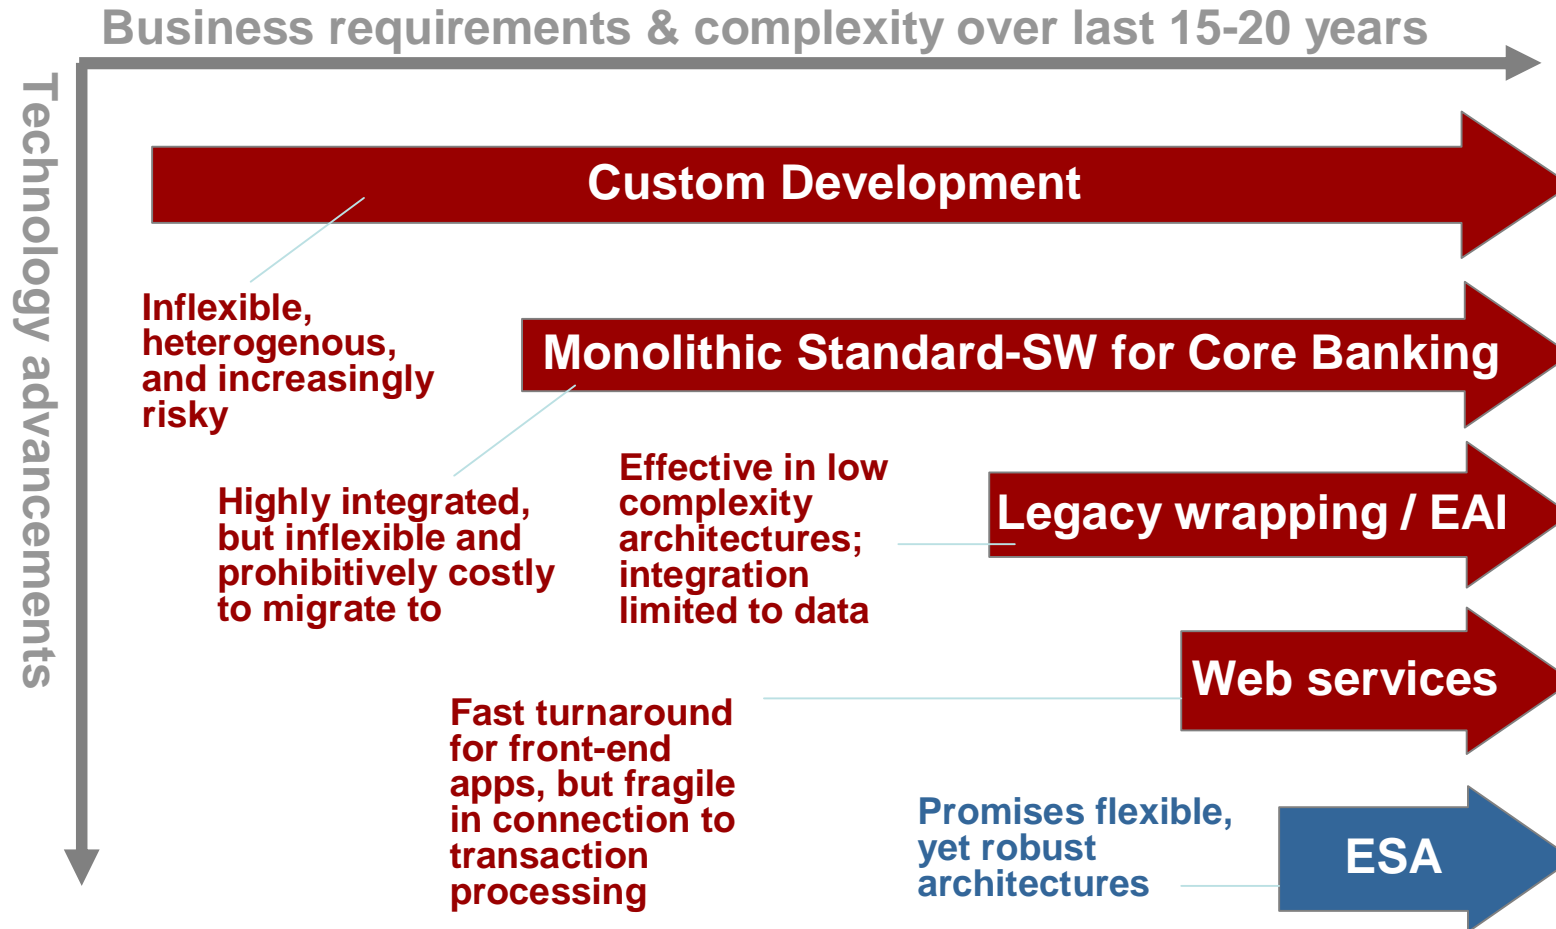 Business requirements & complexity over last 15-20 years
Technology advancements
Custom Development
Inflexible,
heterogenous,
and increasingly
risky
Monolithic Standard-SW for Core Banking
Highly integrated,
but inflexible and
prohibitively costly
to migrate to
Effective in low
complexity
architectures;
integration
limited to data
Legacy wrapping / EAI
Web services
Fast turnaround
for front-end
apps, but fragile
in connection to
transaction
processing
Promises flexible,
yet robust
architectures
ESA